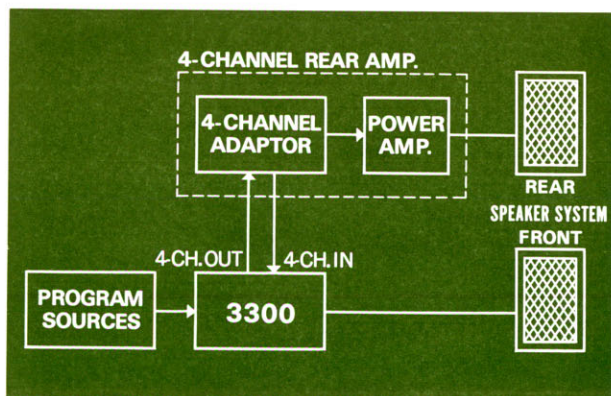 4-CHANNEL REAR AMP.
4-CHANNEL
ADAPTOR
POWER
AMP.
REAR
SPEAKER SYSTEM
FRONT
4-CH.OUT
4-CH.IN
PROGRAM
SOURCES
3300